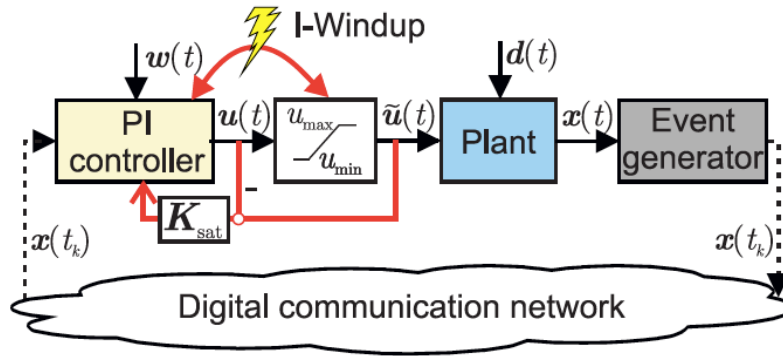 I-Windup
w(t)
d(t)
PI
controller
u(t)
u_max
u_min
ũ(t)
Plant
x(t)
Event
generator
-
K_sat
x(t_k)
x(t_k)
Digital communication network